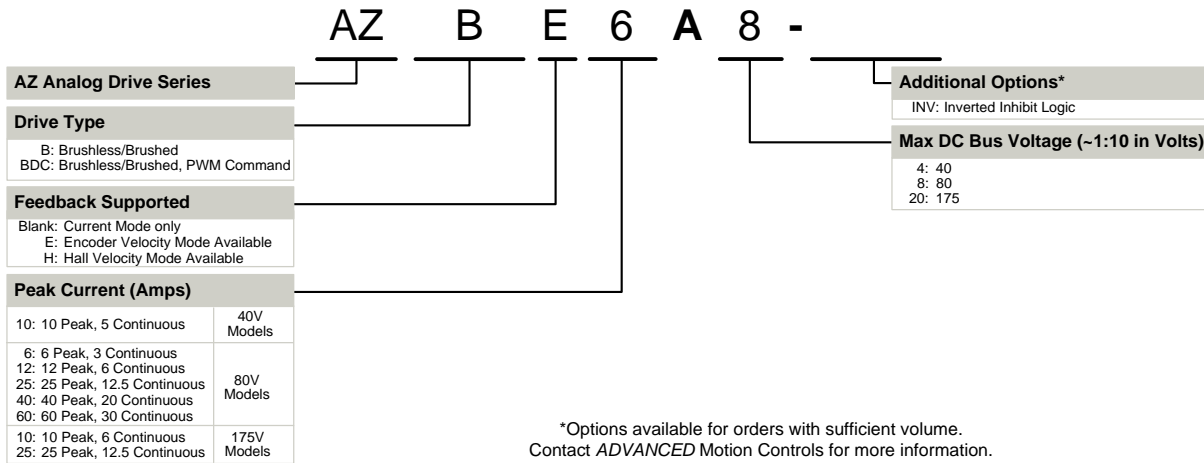 AZ B E 6 A 8 -
AZ Analog Drive Series
Drive Type
B: Brushless/Brushed
BDC: Brushless/Brushed, PWM Command
Feedback Supported
Blank: Current Mode only
E: Encoder Velocity Mode Available
H: Hall Velocity Mode Available
Peak Current (Amps)
10: 10 Peak, 5 Continuous
40V
Models
6: 6 Peak, 3 Continuous
12: 12 Peak, 6 Continuous
25: 25 Peak, 12.5 Continuous
40: 40 Peak, 20 Continuous
60: 60 Peak, 30 Continuous
80V
Models
10: 10 Peak, 6 Continuous
25: 25 Peak, 12.5 Continuous
175V
Models
Additional Options*
INV: Inverted Inhibit Logic
Max DC Bus Voltage (~1:10 in Volts)
4: 40
8: 80
20: 175
*Options available for orders with sufficient volume.
Contact ADVANCED Motion Controls for more information.